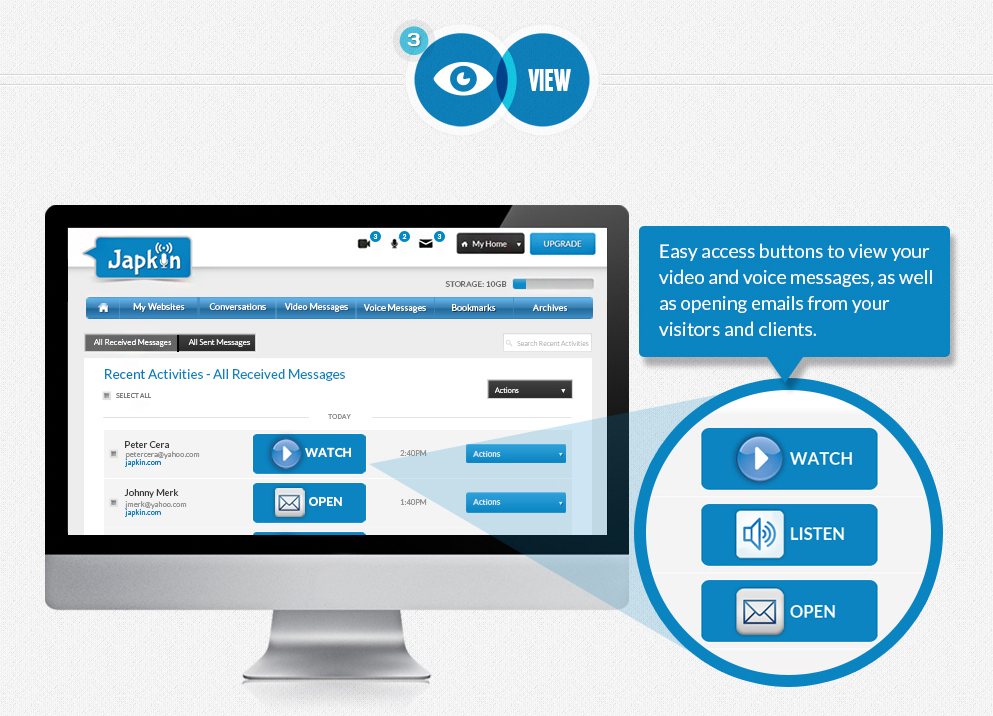 3
VIEW
3 2 3
Japkin
My Home
UPGRADE
STORAGE: 10GB
My Websites Conversations Video Messages Voice Messages Bookmarks Archives
All Received Messages All Sent Messages
Search Recent Activities
Recent Activities - All Received Messages
SELECT ALL
Actions
TODAY
Peter Cera
petercera@yahoo.com
japkin.com
WATCH
2:40PM
Actions
Johnny Merk
jmerk@yahoo.com
japkin.com
OPEN
1:40PM
Actions
Easy access buttons to view your
video and voice messages, as well
as opening emails from your
visitors and clients.
WATCH
LISTEN
OPEN